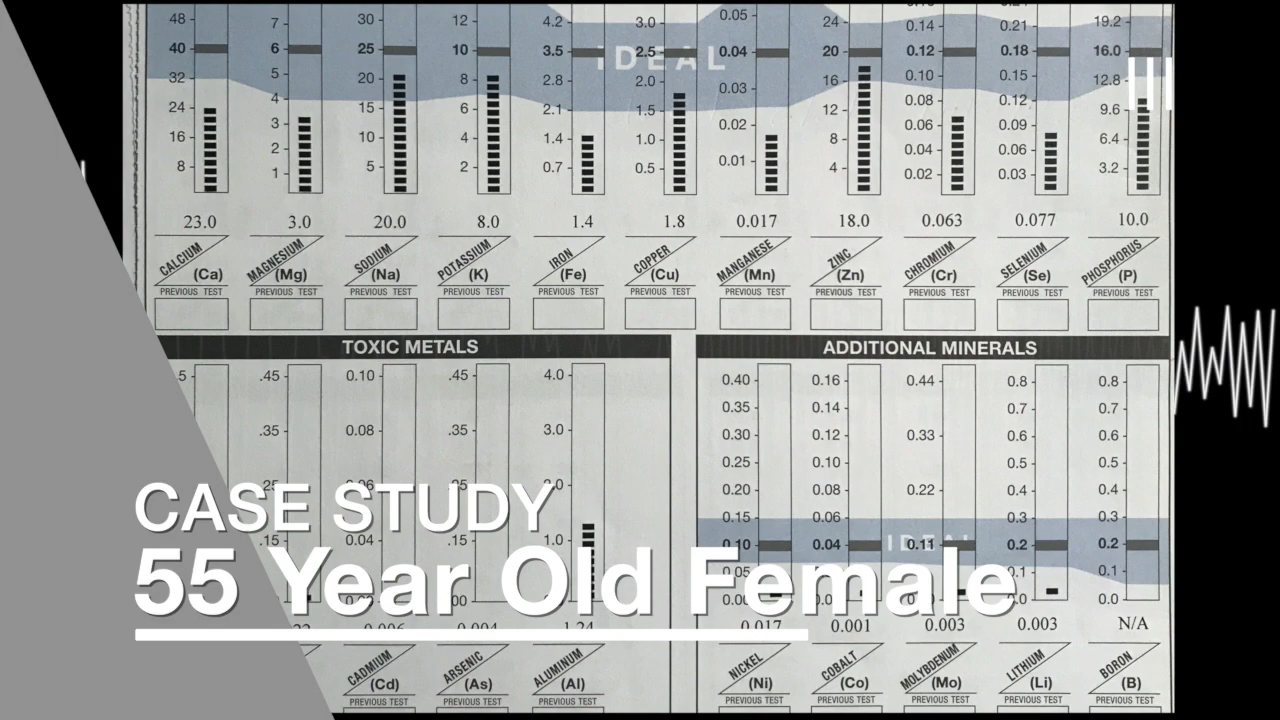 48 7 30 12 4.2 3.0 0.05 24 0.14 0.21 19.2
40 6 25 10 3.5 2.5 0.04 20 0.12 0.18 16.0
IDEAL
32 5 20 8 2.8 2.0 0.03 16 0.10 0.15 12.8
24 4 15 6 2.1 1.5 0.02 12 0.08 0.12 9.6
16 3 10 4 1.4 1.0 0.01 8 0.06 0.09 6.4
8 2 5 2 0.7 0.5 4 0.04 0.06 3.2
1 0.02 0.03
23.0 3.0 20.0 8.0 1.4 1.8 0.017 18.0 0.063 0.077 10.0
CALCIUM MAGNESIUM SODIUM POTASSIUM IRON COPPER MANGANESE ZINC CHROMIUM SELENIUM PHOSPHORUS
(Ca) (Mg) (Na) (K) (Fe) (Cu) (Mn) (Zn) (Cr) (Se) (P)
PREVIOUS TEST PREVIOUS TEST PREVIOUS TEST PREVIOUS TEST PREVIOUS TEST PREVIOUS TEST PREVIOUS TEST PREVIOUS TEST PREVIOUS TEST PREVIOUS TEST PREVIOUS TEST
TOXIC METALS ADDITIONAL MINERALS
.45 0.10 .45 4.0 0.40 0.16 0.44 0.8 0.8
.35 0.08 .35 3.0 0.35 0.14 0.33 0.7 0.7
0.30 0.12 0.6 0.6
0.25 0.10 0.5 0.5
0.20 0.08 0.22 0.4 0.4
CASE STUDY
0.15 0.06 0.3 0.3
.15 0.04 .15 1.0 0.10 0.04 0.11 IDEAL 0.2 0.2
55 Year Old Female
0.1 0.1
0.0 0.0
0.006 0.004 1.24 0.017 0.001 0.003 0.003 N/A
CADMIUM ARSENIC ALUMINUM NICKEL COBALT MOLYBDENUM LITHIUM BORON
(Cd) (As) (Al) (Ni) (Co) (Mo) (Li) (B)
PREVIOUS TEST PREVIOUS TEST PREVIOUS TEST PREVIOUS TEST PREVIOUS TEST PREVIOUS TEST PREVIOUS TEST PREVIOUS TEST